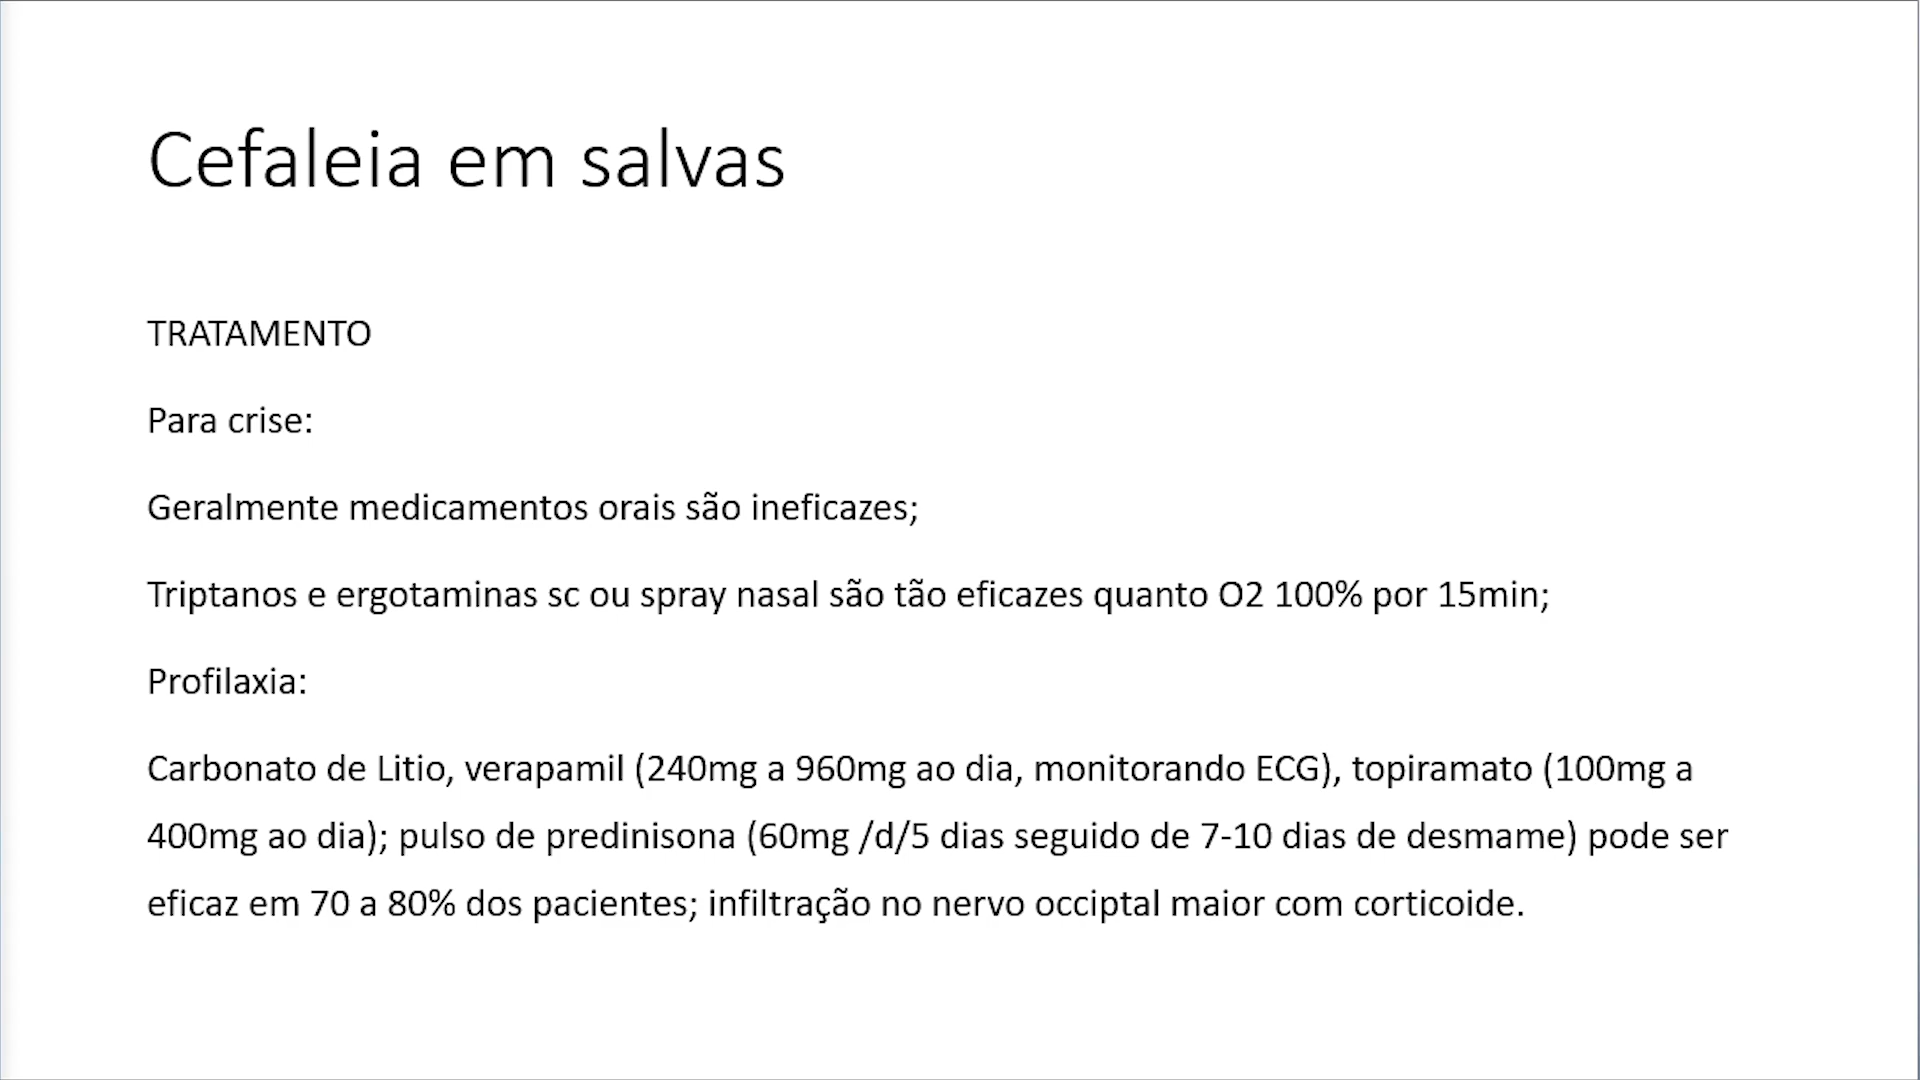 Cefaleia em salvas
TRATAMENTO
Para crise:
Geralmente medicamentos orais são ineficazes;
Triptanos e ergotaminas sc ou spray nasal são tão eficazes quanto O2 100% por 15min;
Profilaxia:
Carbonato de Litio, verapamil (240mg a 960mg ao dia, monitorando ECG), topiramato (100mg a
400mg ao dia); pulso de predinisona (60mg /d/5 dias seguido de 7-10 dias de desmame) pode ser
eficaz em 70 a 80% dos pacientes; infiltração no nervo occiptal maior com corticoide.